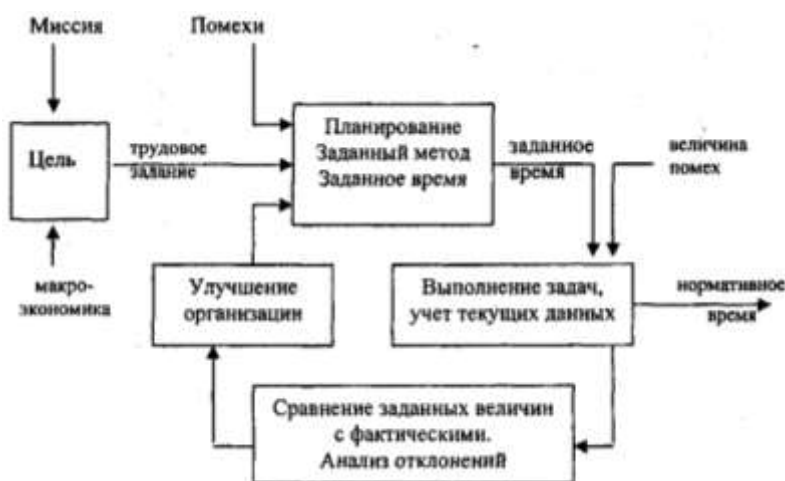 Миссия
Помехи
Цель
трудовое
задание
Планирование
Заданный метод
Заданное время
заданное
время
величина
помех
макро-
экономика
Улучшение
организации
Выполнение задач,
учет текущих данных
нормативное
время
Сравнение заданных величин
с фактическими.
Анализ отклонений